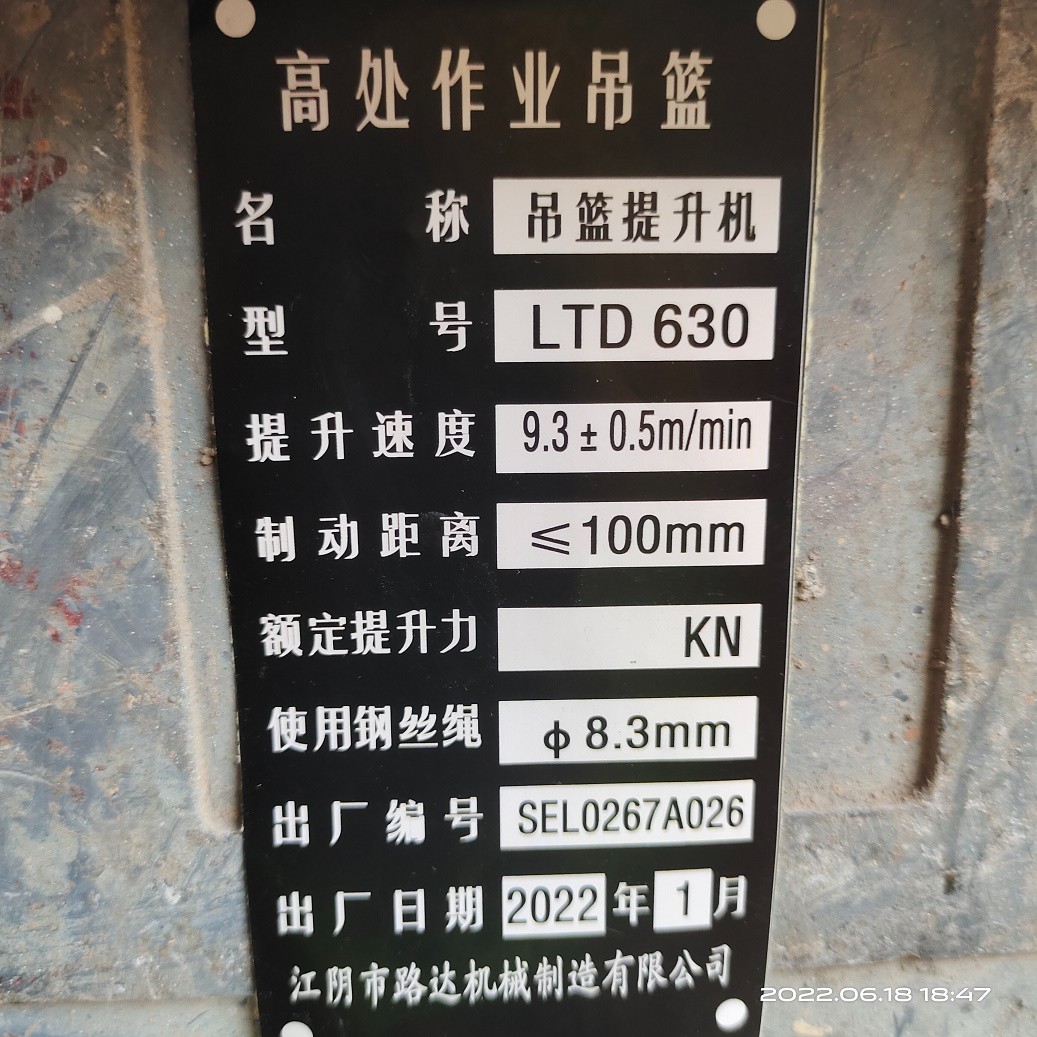 高处作业吊篮
名称 吊篮提升机
型号 LTD 630
提升速度 9.3±0.5m/min
制动距离 ≤100mm
额定提升力 KN
使用钢丝绳 ф8.3mm
出厂编号 SEL0267A026
出厂日期 2022年1月
江阴市路达机械制造有限公司
2022.06.18 18:47